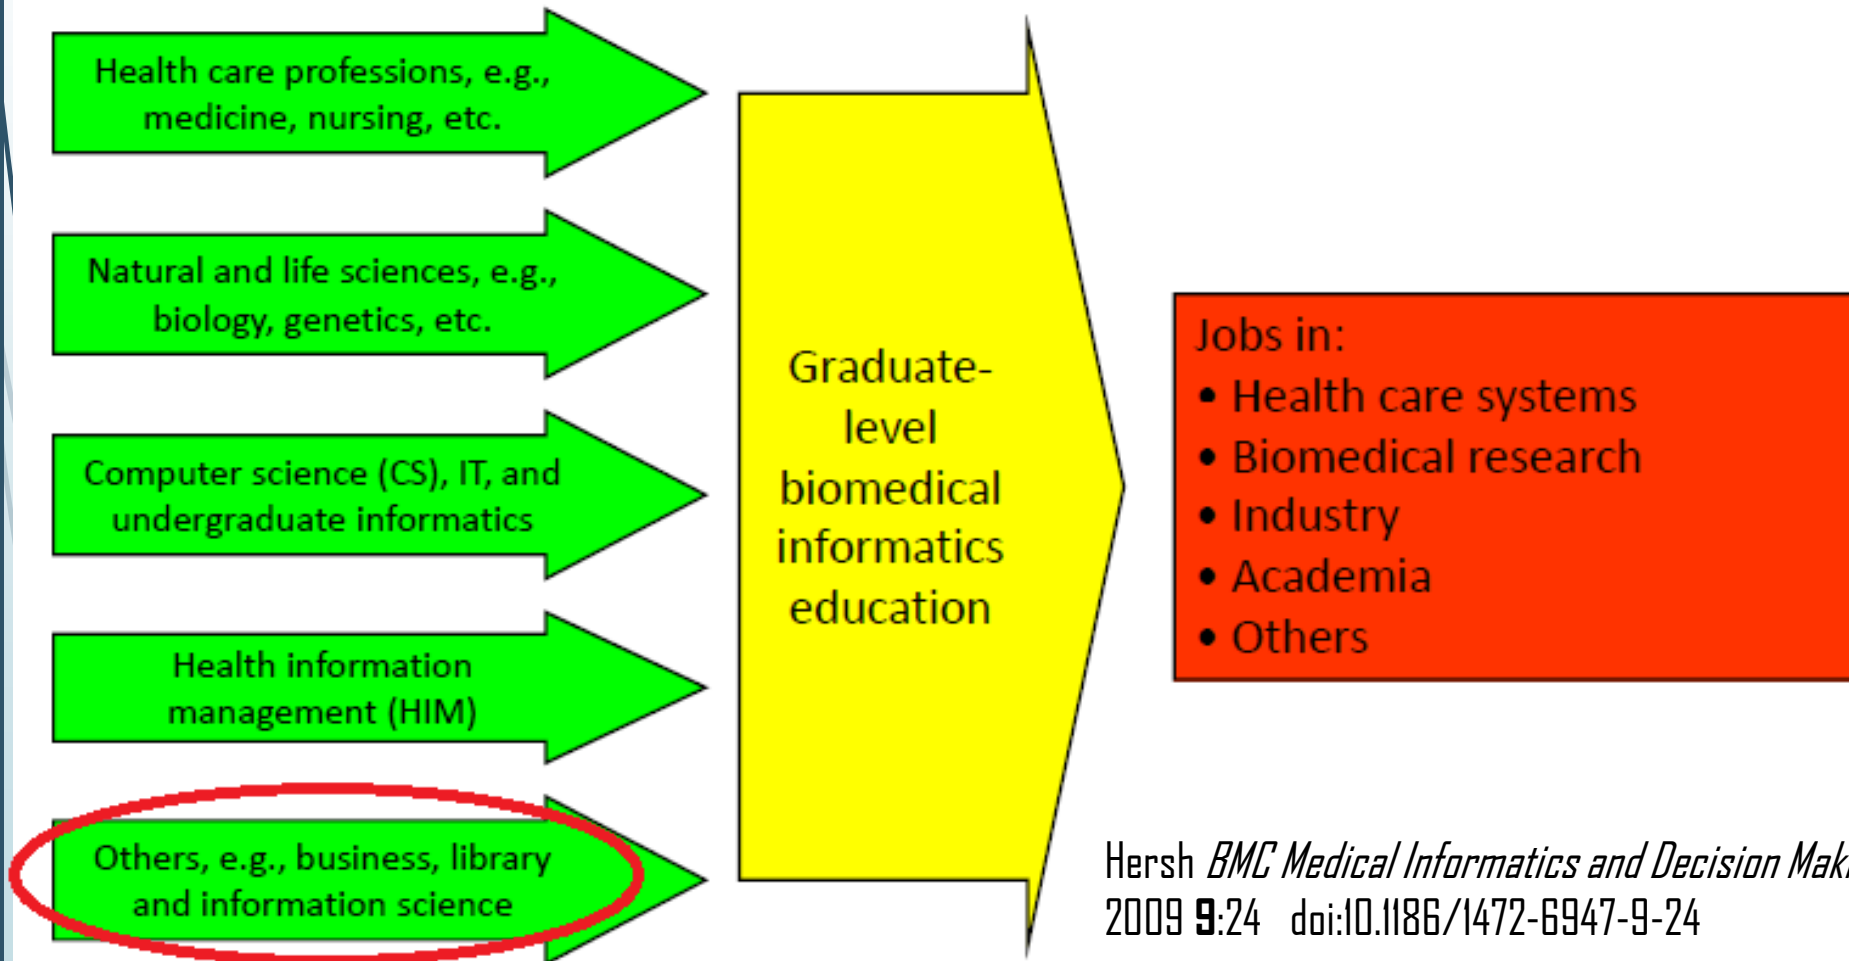 Health care professions, e.g.,
medicine, nursing, etc.
Natural and life sciences, e.g.,
biology, genetics, etc.
Computer science (CS), IT, and
undergraduate informatics
Health information
management (HIM)
Others, e.g., business, library
and information science
Graduate-
level
biomedical
informatics
education
Jobs in:
• Health care systems
• Biomedical research
• Industry
• Academia
• Others
Hersh BMC Medical Informatics and Decision
2009 9:24 doi:10.1186/1472-6947-9-24